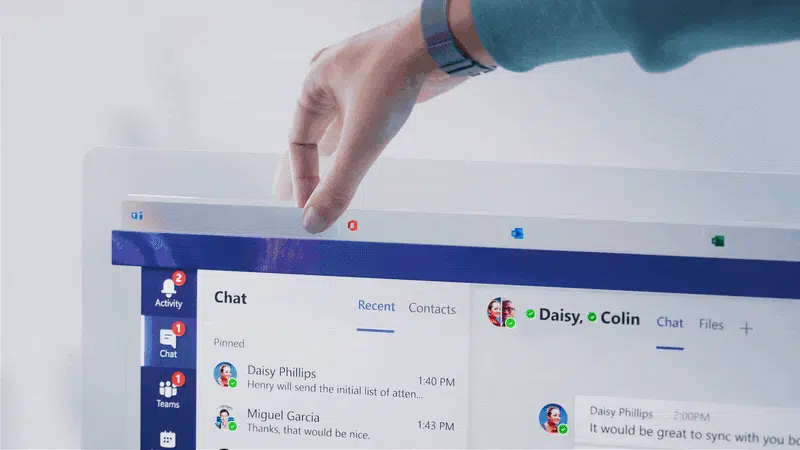 2
Activity
1
Chat
1
Teams
Chat
Recent
Contacts
Pinned
Daisy Phillips
1:40 PM
Henry will send the initial list of atten...
Miguel Garcia
1:43 PM
Thanks, that would be nice.
Daisy, Colin
Chat
Files
Daisy Phillips 2:00PM
It would be great to sync with you